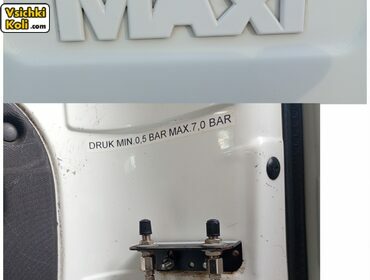 Vsichki
Koli.com
MAXI
DRUK MIN.0,5 BAR MAX.7,0 BAR